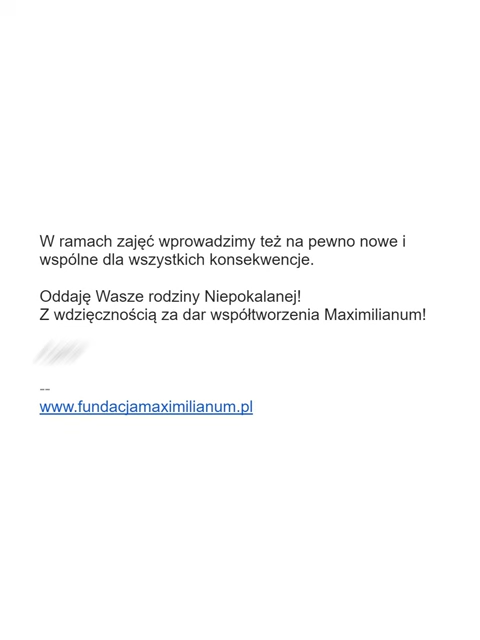 W ramach zajęć wprowadzimy też na pewno nowe i
wspólne dla wszystkich konsekwencje.
Oddaję Wasze rodziny Niepokalanej!
Z wdzięcznością za dar współtworzenia Maximilianum!
--
www.fundacjamaximilianum.pl